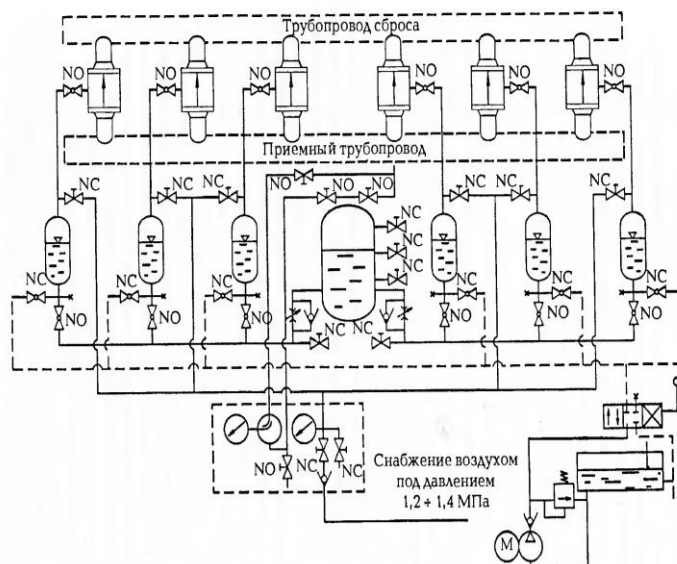 Трубопровод сброса
NO NO NO NO NO NO
Приемный трубопровод
NO NO NO
NC NC NC NC NC NC
NC
NC
NC
NC NC NC NC NC NC
NO NO NO NO NO NO
NC NC
NO NC NC
Снабжение воздухом
под давлением
1,2 ÷ 1,4 МПа
M